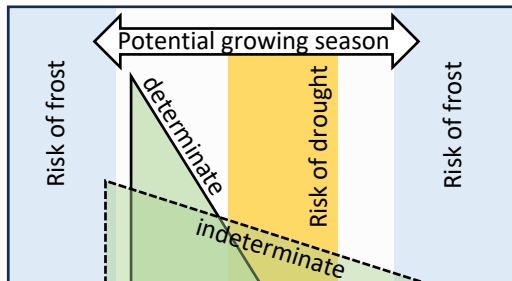 Potential growing season
Risk of frost
determinate
Risk of drought
Risk of frost
indeterminate